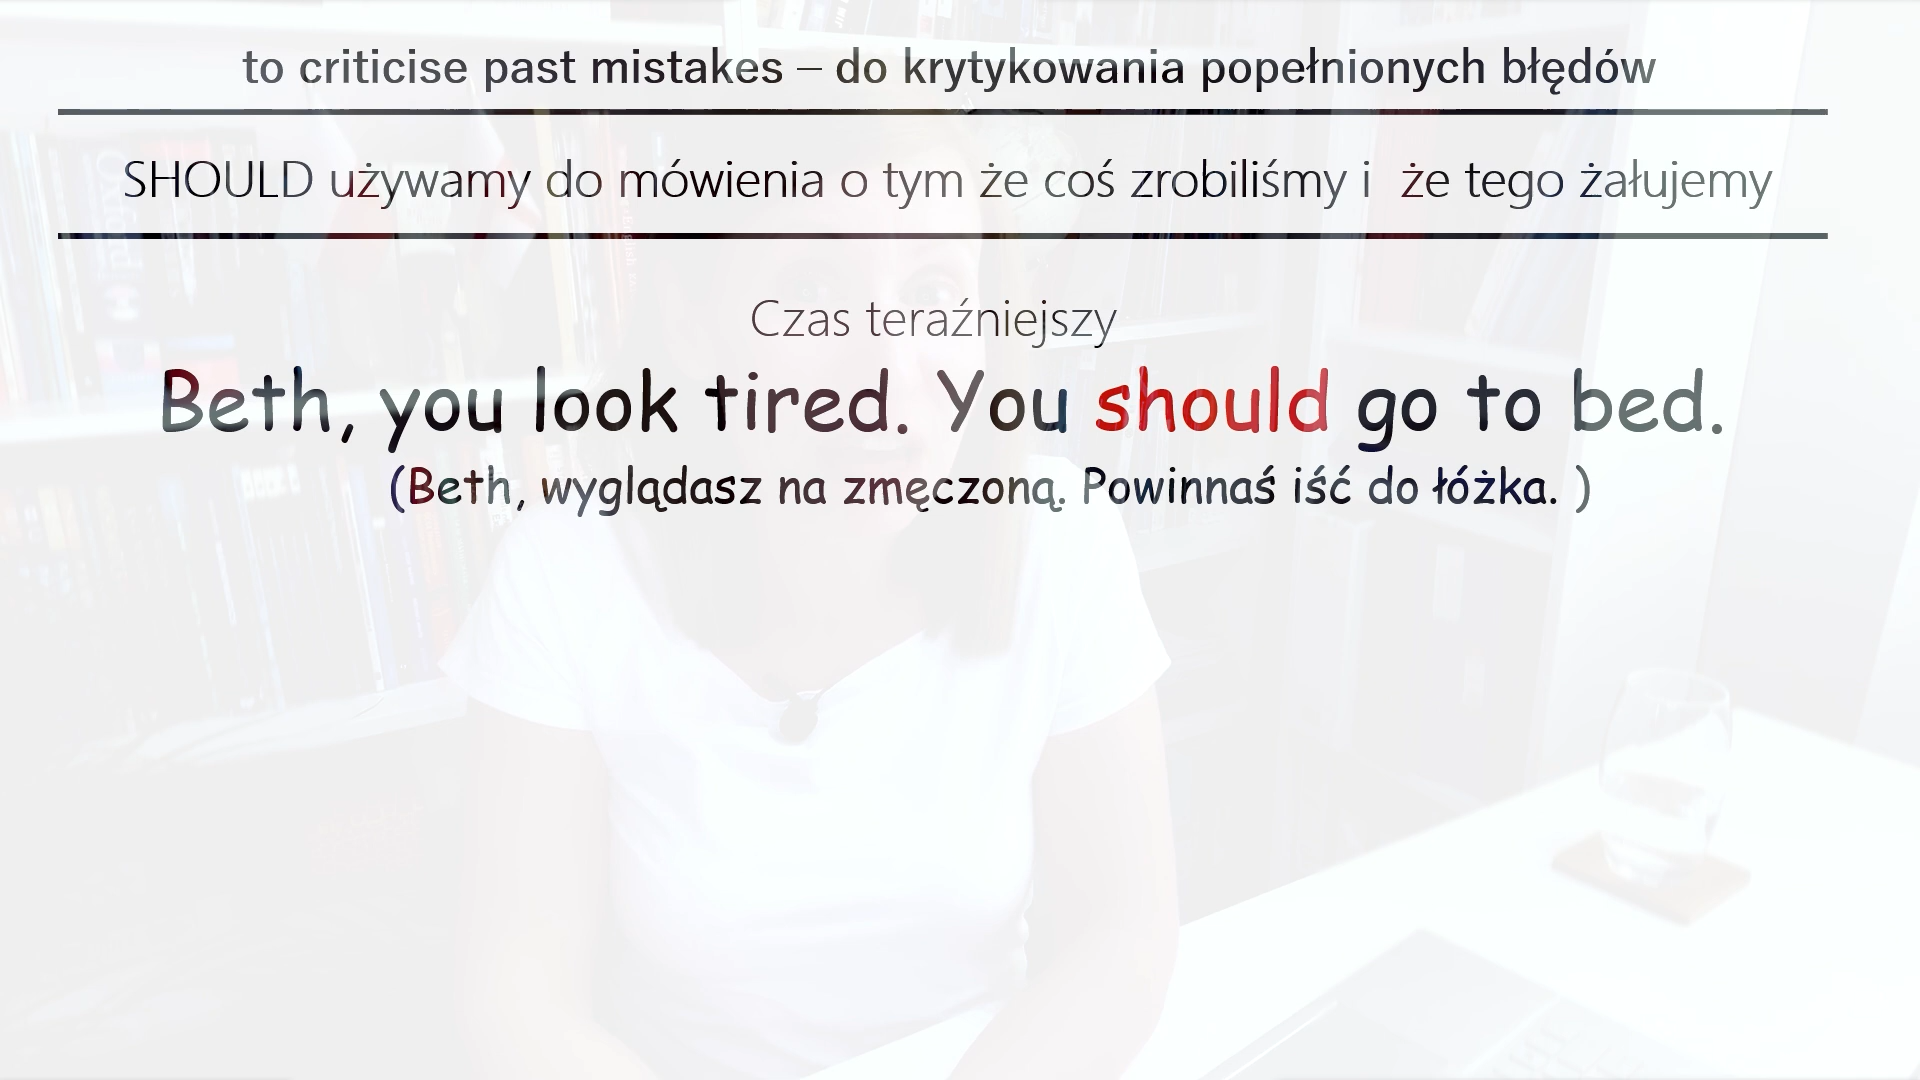 to criticise past mistakes – do krytykowania popełnionych błędów
SHOULD używamy do mówienia o tym że coś zrobiliśmy i że tego żałujemy
Czas teraźniejszy
Beth, you look tired. You should go to bed.
(Beth, wyglądasz na zmęczoną. Powinnaś iść do łóżka. )